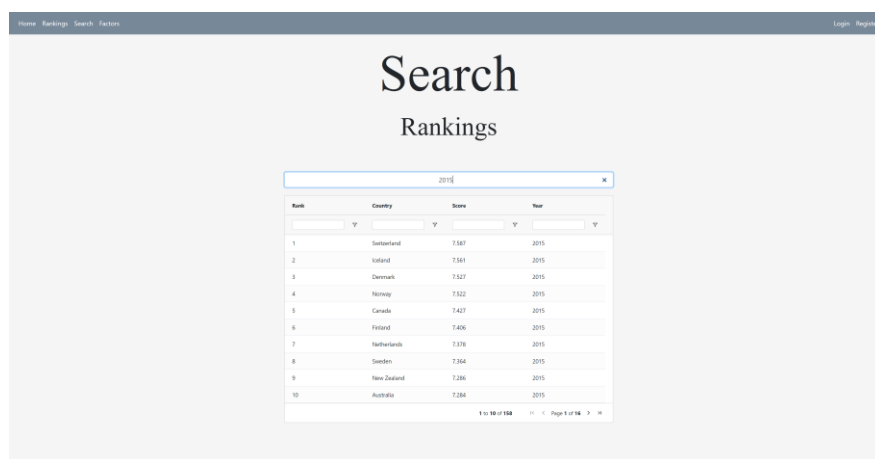 Home Rankings Search Factors Login Registe
Search
Rankings
2015
Rank Country Score Year
1 Switzerland 7.587 2015
2 Iceland 7.561 2015
3 Denmark 7.527 2015
4 Norway 7.522 2015
5 Canada 7.427 2015
6 Finland 7.406 2015
7 Netherlands 7.378 2015
8 Sweden 7.364 2015
9 New Zealand 7.286 2015
10 Australia 7.284 2015
1 to 10 of 158 Page 1 of 16